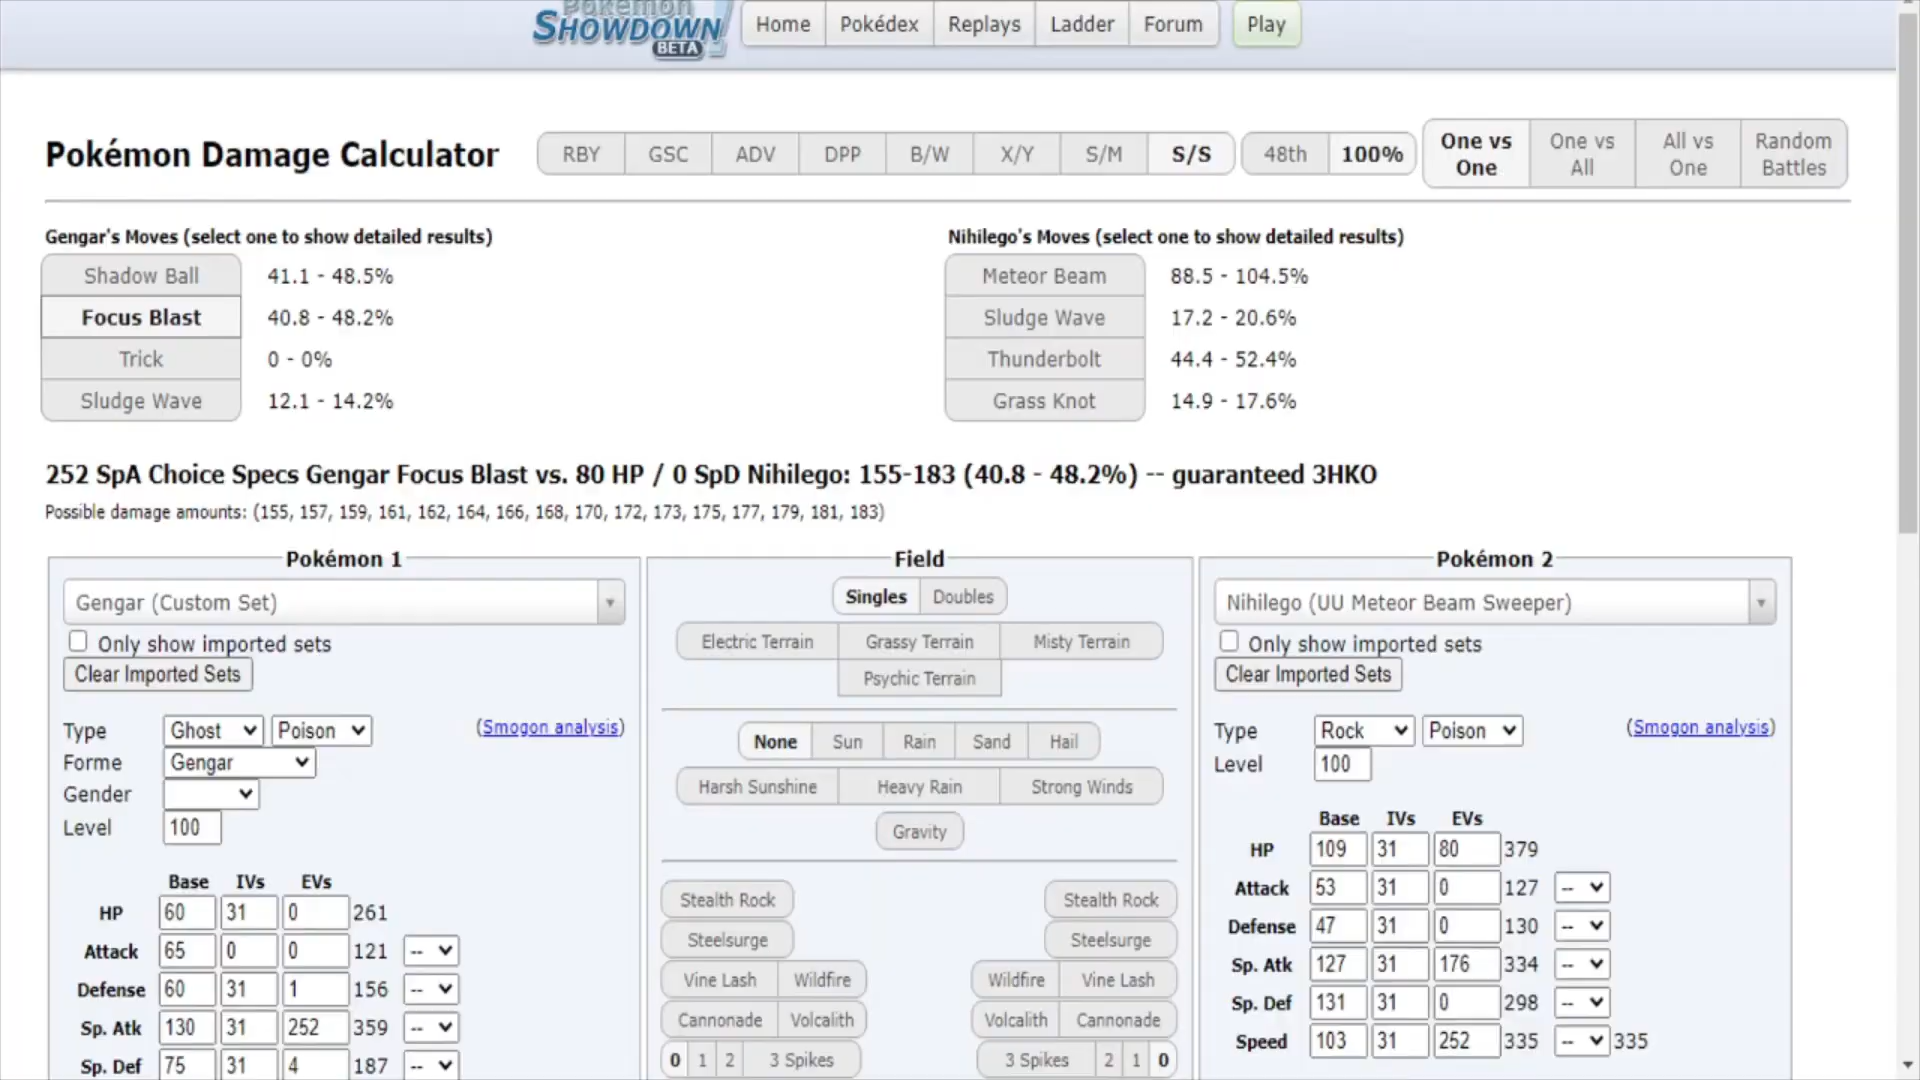 Pokémon
SHOWDOWN
BETA
Home Pokédex Replays Ladder Forum Play
Pokémon Damage Calculator
RBY GSC ADV DPP B/W X/Y S/M S/S 48th 100%
One vs One
One vs All
All vs One
Random Battles
Gengar's Moves (select one to show detailed results)
Shadow Ball 41.1 - 48.5%
Focus Blast 40.8 - 48.2%
Trick 0 - 0%
Sludge Wave 12.1 - 14.2%
Nihilego's Moves (select one to show detailed results)
Meteor Beam 88.5 - 104.5%
Sludge Wave 17.2 - 20.6%
Thunderbolt 44.4 - 52.4%
Grass Knot 14.9 - 17.6%
252 SpA Choice Specs Gengar Focus Blast vs. 80 HP / 0 SpD Nihilego: 155-183 (40.8 - 48.2%) -- guaranteed 3HKO
Possible damage amounts: (155, 157, 159, 161, 162, 164, 166, 168, 170, 172, 173, 175, 177, 179, 181, 183)
Pokémon 1
Gengar (Custom Set)
Only show imported sets
Clear Imported Sets
Type Ghost Poison (Smogon analysis)
Forme Gengar
Gender
Level 100
Base IVs EVs
HP 60 31 0 261
Attack 65 0 0 121 --
Defense 60 31 1 156 --
Sp. Atk 130 31 252 359 --
Sp. Def 75 31 4 187 --
Field
Singles Doubles
Electric Terrain Grassy Terrain Misty Terrain
Psychic Terrain
None Sun Rain Sand Hail
Harsh Sunshine Heavy Rain Strong Winds
Gravity
Stealth Rock Stealth Rock
Steelsurge Steelsurge
Vine Lash Wildfire Wildfire Vine Lash
Cannonade Volcalith Volcalith Cannonade
0 1 2 3 Spikes 3 Spikes 2 1 0
Pokémon 2
Nihilego (UU Meteor Beam Sweeper)
Only show imported sets
Clear Imported Sets
Type Rock Poison (Smogon analysis)
Level 100
Base IVs EVs
HP 109 31 80 379
Attack 53 31 0 127 --
Defense 47 31 0 130 --
Sp. Atk 127 31 176 334 --
Sp. Def 131 31 0 298 --
Speed 103 31 252 335 -- 335